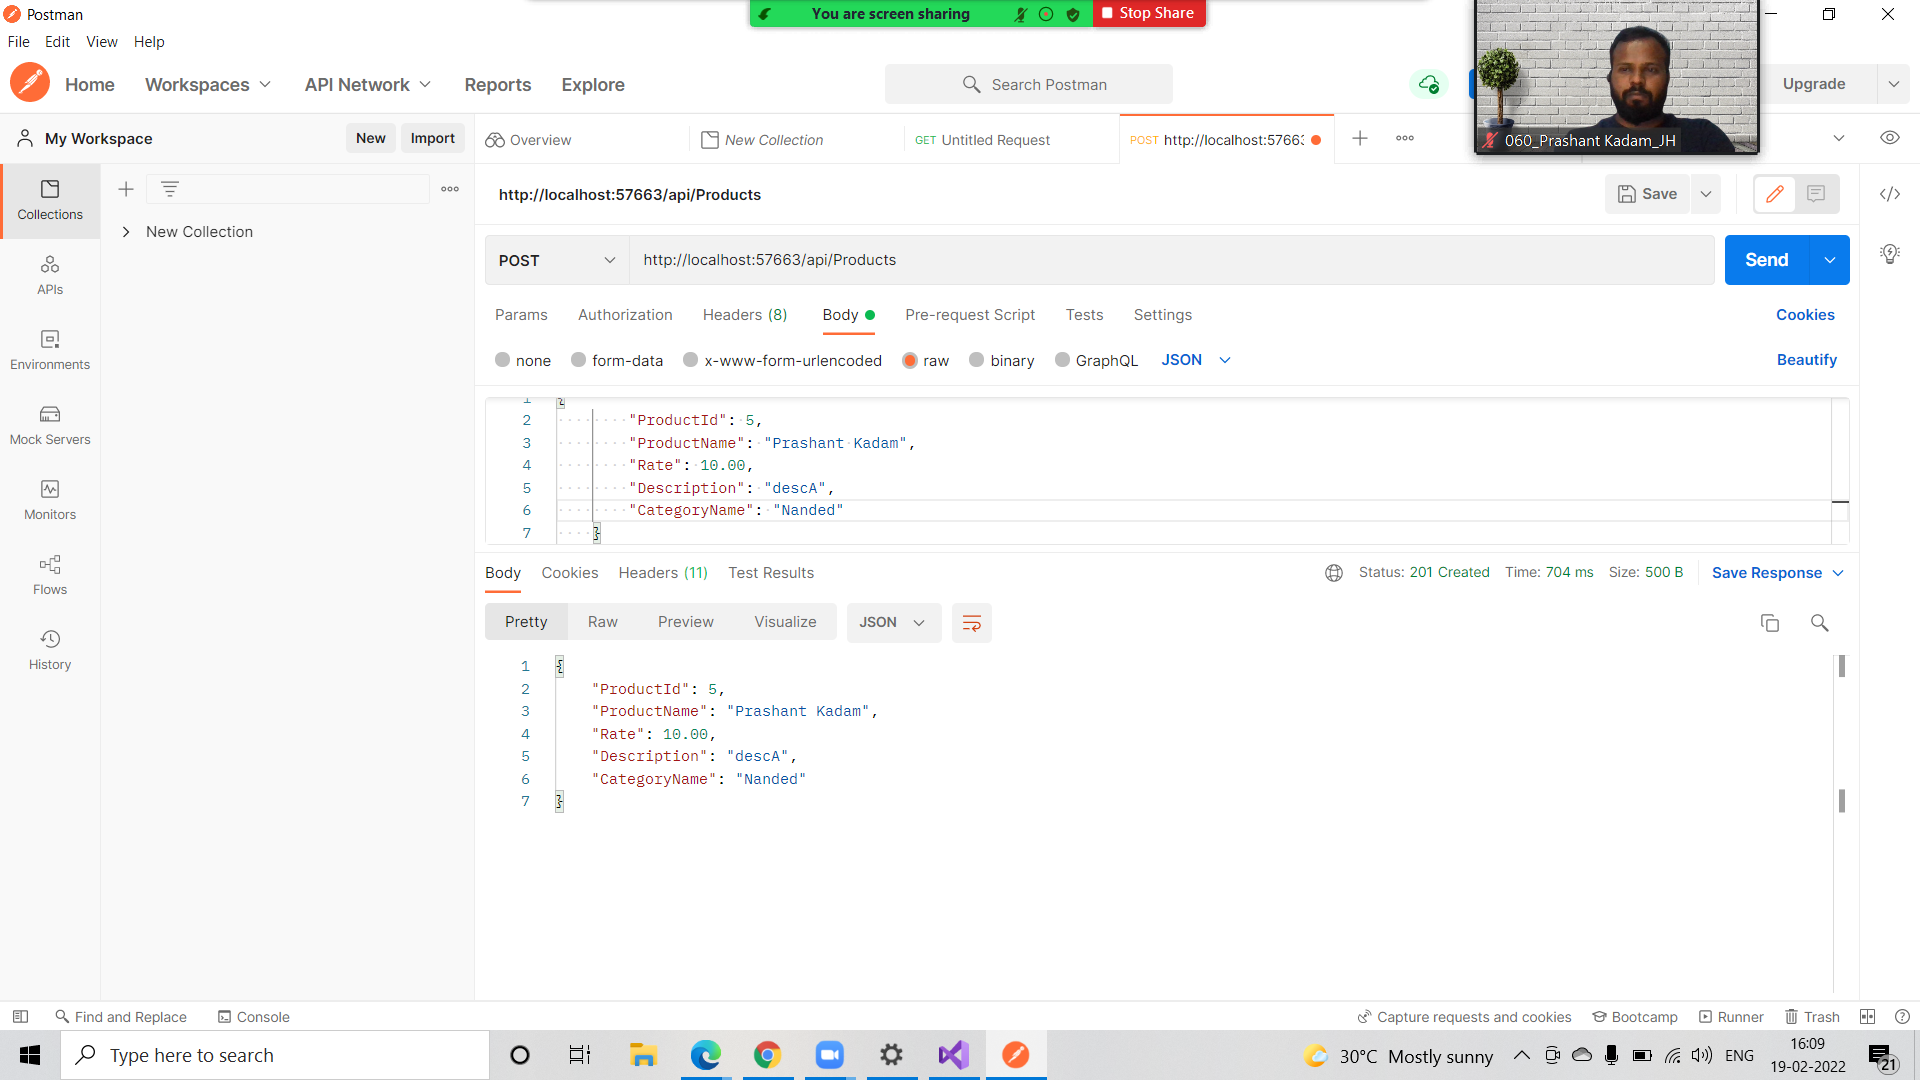 Postman
You are screen sharing
Stop Share
File Edit View Help
Home Workspaces API Network Reports Explore
Search Postman
Upgrade
060_Prashant Kadam_JH
My Workspace
New Import
Overview
New Collection
GET Untitled Request
POST http://localhost:5766
Collections
New Collection
APIs
Environments
Mock Servers
Monitors
Flows
History
http://localhost:57663/api/Products
Save
POST
http://localhost:57663/api/Products
Send
Params Authorization Headers (8) Body Pre-request Script Tests Settings
Cookies
none form-data x-www-form-urlencoded raw binary GraphQL JSON
Beautify
1 {
2 "ProductId": 5,
3 "ProductName": "Prashant Kadam",
4 "Rate": 10.00,
5 "Description": "descA",
6 "CategoryName": "Nanded"
7 }
Body Cookies Headers (11) Test Results
Status: 201 Created Time: 704 ms Size: 500 B Save Response
Pretty Raw Preview Visualize JSON
1 {
2 "ProductId": 5,
3 "ProductName": "Prashant Kadam",
4 "Rate": 10.00,
5 "Description": "descA",
6 "CategoryName": "Nanded"
7 }
Find and Replace Console
Capture requests and cookies Bootcamp Runner Trash
Type here to search
30°C Mostly sunny
ENG
16:09
19-02-2022
21